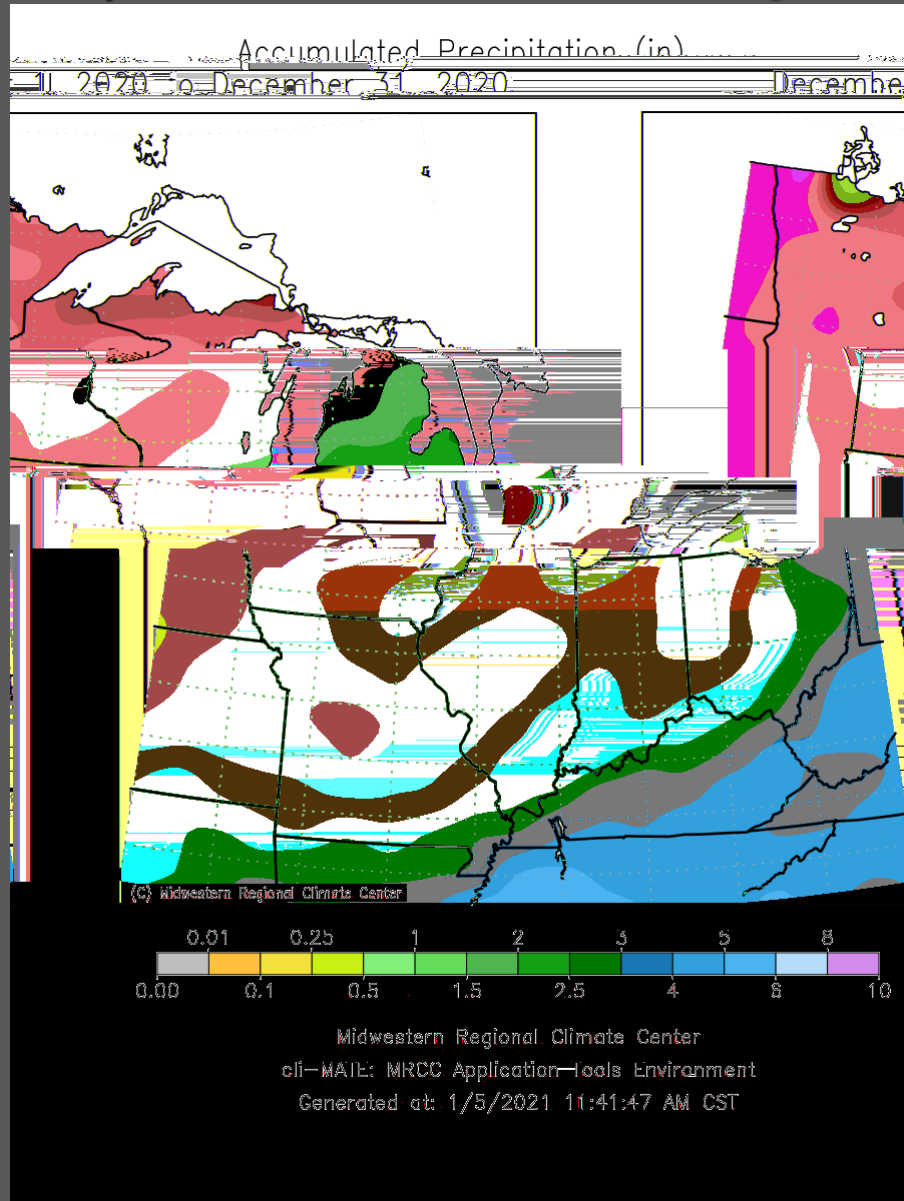 Accumulated Precipitation (in)
1, 2020 to December 31, 2020
(C) Midwestern Regional Climate Center
0.01 0.25 1 2 3 5 8
0.00 0.1 0.5 1.5 2.5 4 6 10
Midwestern Regional Climate Center
cli-MATE: MRCC Application Tools Environment
Generated at: 1/5/2021 11:41:47 AM CST